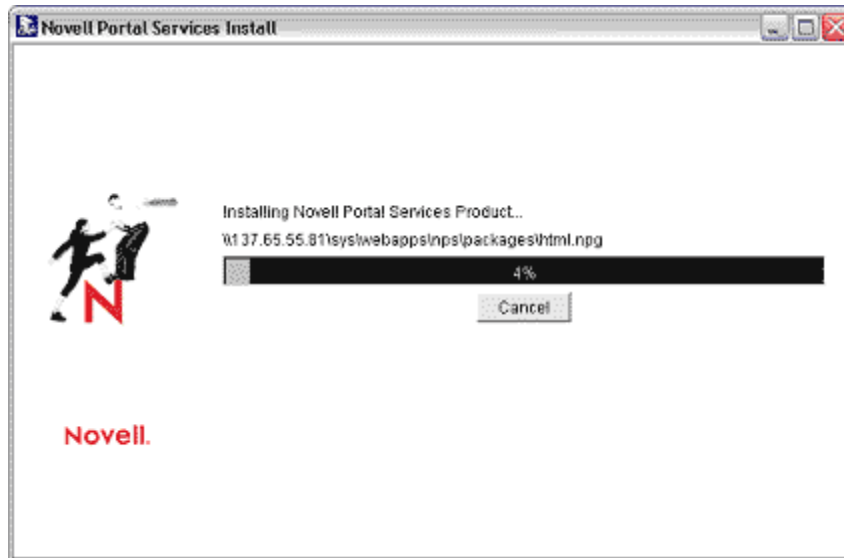 Novell Portal Services Install
Installing Novell Portal Services Product...
\\137.65.55.81\sys\webapps\nps\packages\html.npg
4%
Cancel
N
Novell.